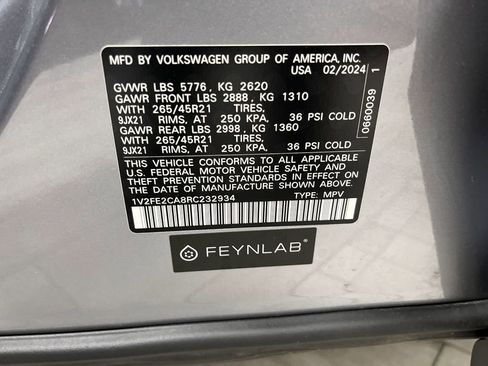 MFD BY VOLKSWAGEN GROUP OF AMERICA, INC.
USA 02/2024
GVWR LBS 5776, KG 2620
GAWR FRONT LBS 2888, KG 1310
WITH 265/45R21 TIRES,
9JX21 RIMS, AT 250 KPA, 36 PSI COLD
GAWR REAR LBS 2998, KG 1360
WITH 265/45R21 TIRES,
9JX21 RIMS, AT 250 KPA, 36 PSI COLD
THIS VEHICLE CONFORMS TO ALL APPLICABLE
U.S. FEDERAL MOTOR VEHICLE SAFETY AND
THEFT PREVENTION STANDARDS IN EFFECT ON
THE DATE OF MANUFACTURE SHOWN ABOVE.
1V2FE2CA8RC232934 TYPE: MPV
0660039 1
FEYNLAB®